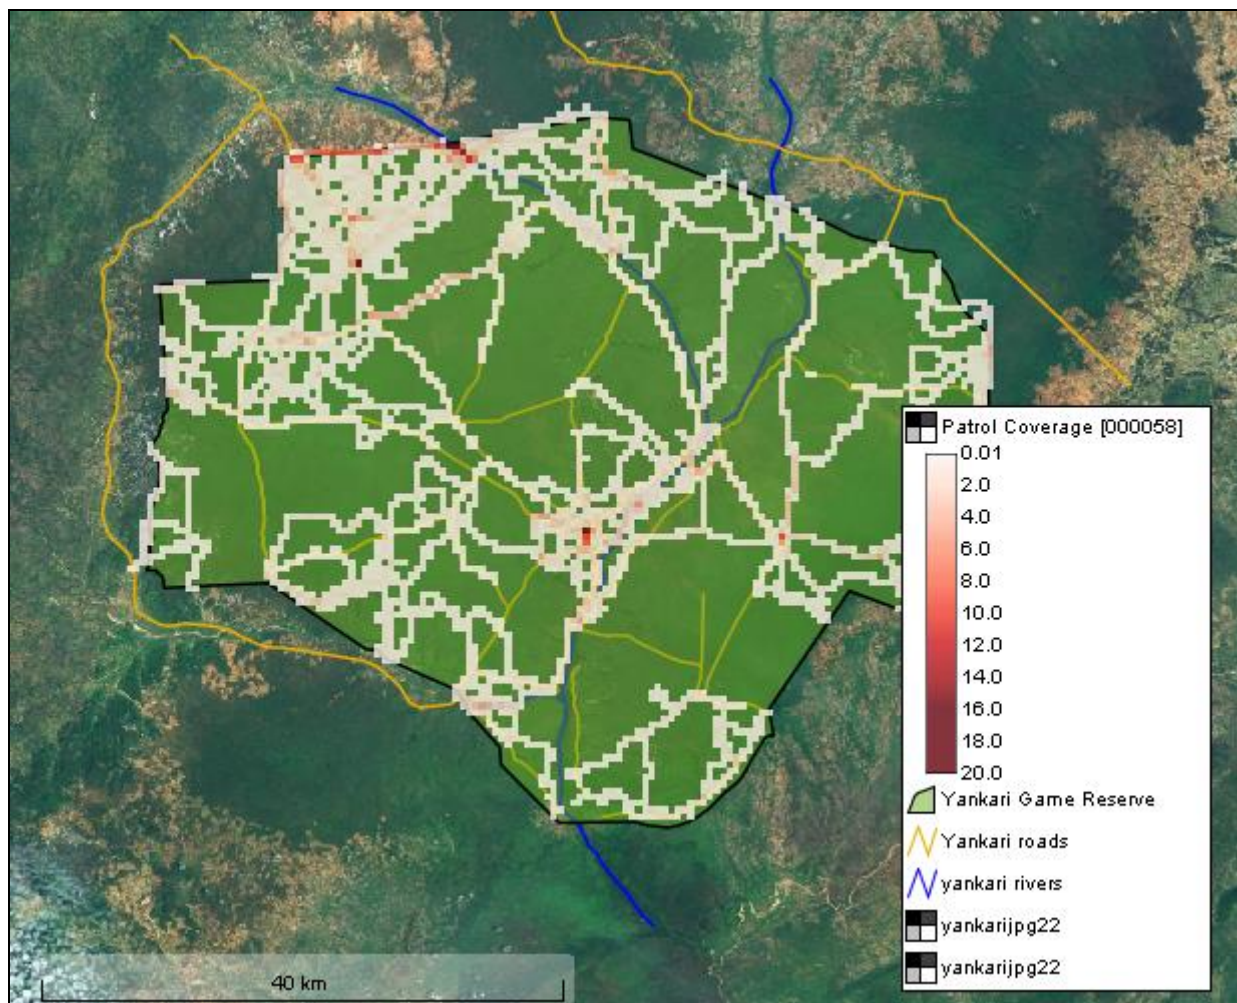 Patrol Coverage [000058]
0.01
2.0
4.0
6.0
8.0
10.0
12.0
14.0
16.0
18.0
20.0
Yankari Game Reserve
Yankari roads
yankari rivers
yankarijpg22
yankarijpg22
40 km